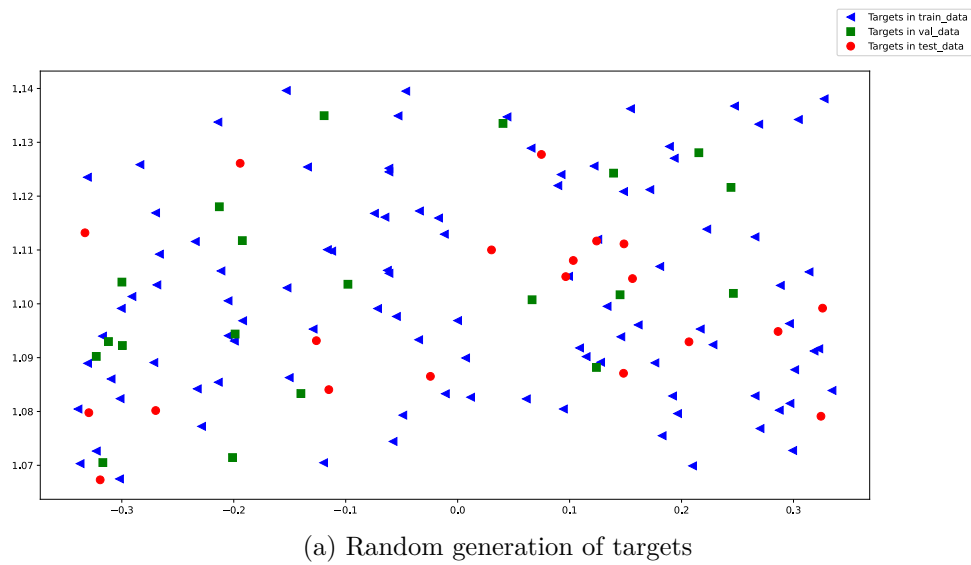 Targets in train_data
Targets in val_data
Targets in test_data
1.14
1.13
1.12
1.11
1.10
1.09
1.08
1.07
−0.3 −0.2 −0.1 0.0 0.1 0.2 0.3
(a) Random generation of targets